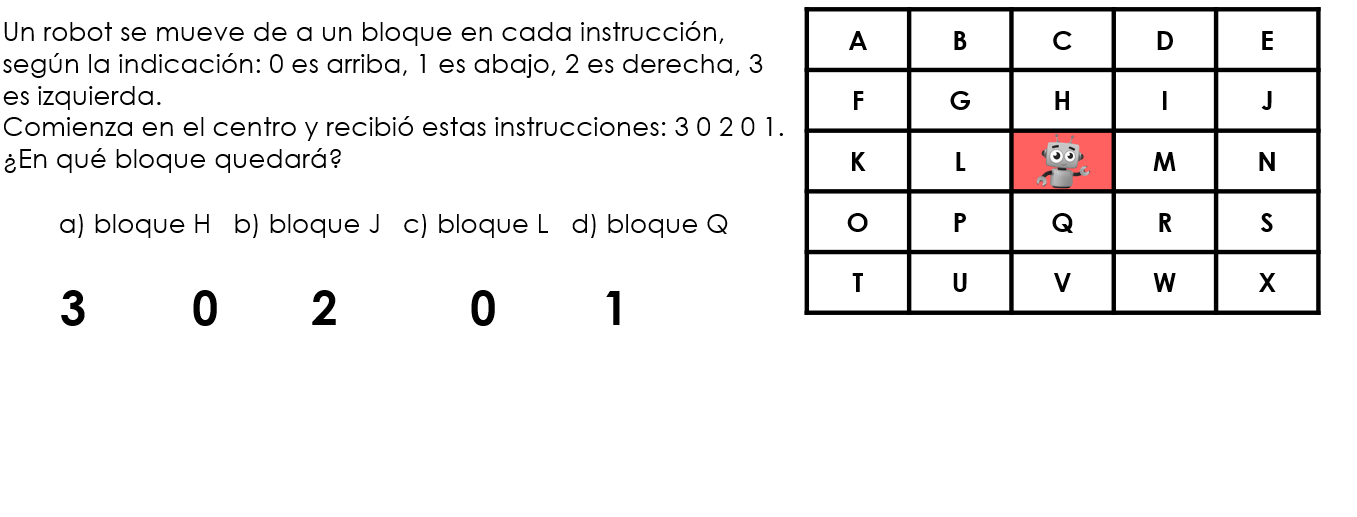 Un robot se mueve de a un bloque en cada instrucción,
según la indicación: 0 es arriba, 1 es abajo, 2 es derecha, 3
es izquierda.
Comienza en el centro y recibió estas instrucciones: 3 0 2 0 1.
¿En qué bloque quedará?
a) bloque H b) bloque J c) bloque L d) bloque Q
3 0 2 0 1
A B C D E
F G H I J
K L M N
O P Q R S
T U V W X